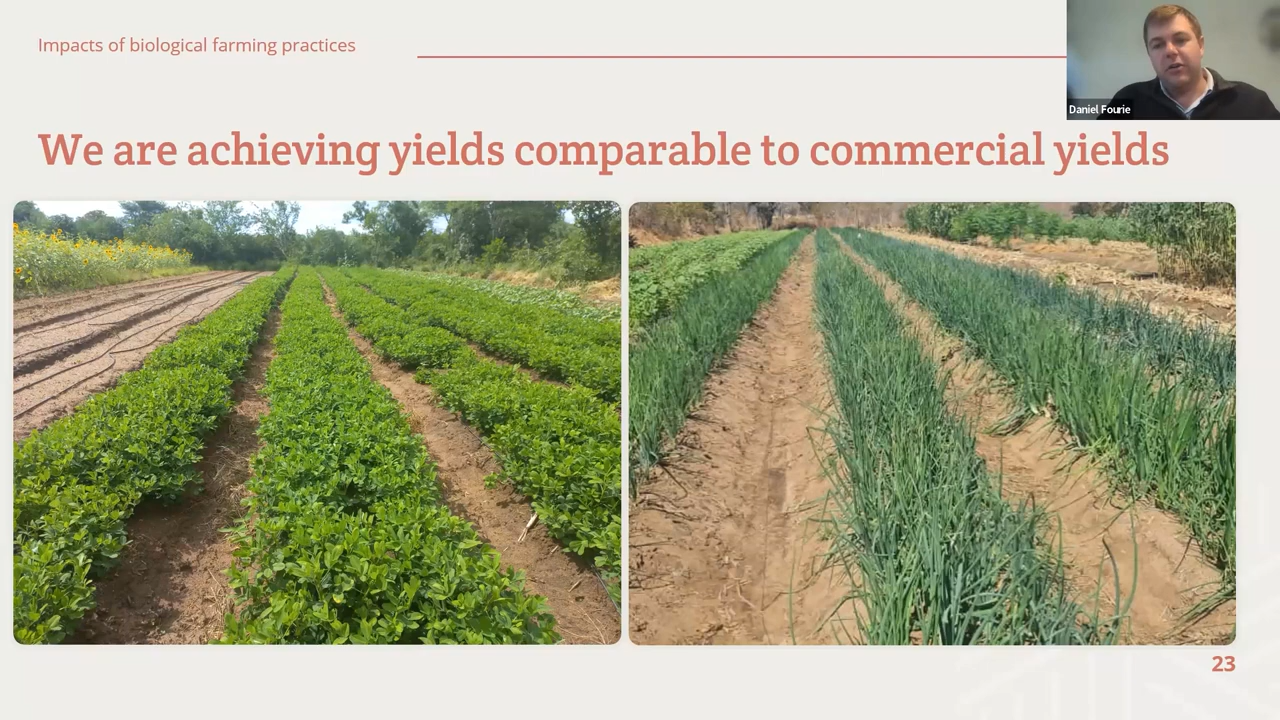 Impacts of biological farming practices
Daniel Fourie
We are achieving yields comparable to commercial yields
23